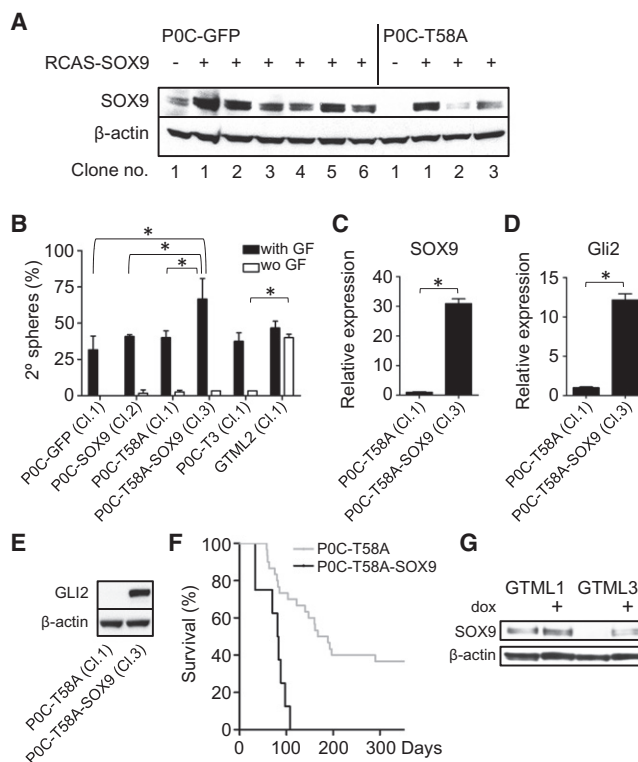 A
P0C-GFP P0C-T58A
RCAS-SOX9 - + + + + + + - + + +
SOX9
β-actin
Clone no. 1 1 2 3 4 5 6 1 1 2 3
B
with GF
wo GF
2º spheres (%)
100
75
50
25
0
* * * *
P0C-GFP (Cl.1)
P0C-SOX9 (Cl.2)
P0C-T58A (Cl.1)
P0C-T58A-SOX9 (Cl.3)
P0C-T3 (Cl.1)
GTML2 (Cl.1)
C
SOX9
Relative expression
40
30
20
10
0
*
P0C-T58A (Cl.1)
P0C-T58A-SOX9 (Cl.3)
D
Gli2
Relative expression
15
10
5
0
*
P0C-T58A (Cl.1)
P0C-T58A-SOX9 (Cl.3)
E
GLI2
β-actin
P0C-T58A (Cl.1)
P0C-T58A-SOX9 (Cl.3)
F
P0C-T58A
P0C-T58A-SOX9
Survival (%)
100
80
60
40
20
0
0 100 200 300 Days
G
GTML1 GTML3
dox + +
SOX9
β-actin